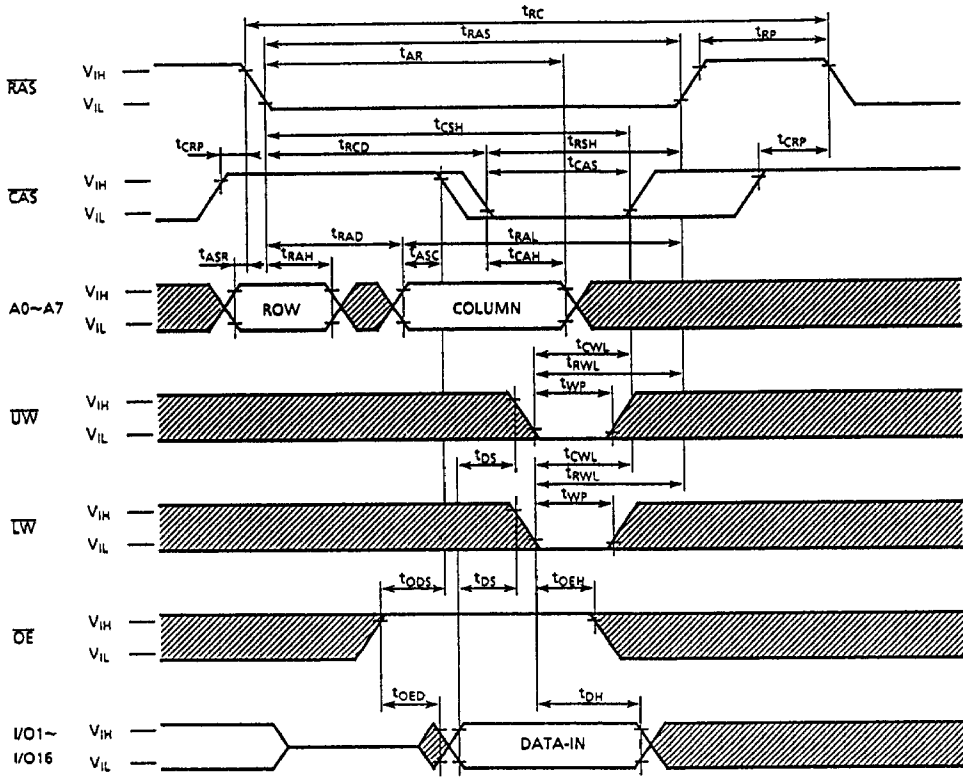 tRC
tRAS tRP
tAR
RAS VIH
VIL
tCSH
tCRP tRCD tRSH tCRP
tCAS
CAS VIH
VIL
tRAD tRAL
tASR tRAH tASC tCAH
A0~A7 VIH
VIL
ROW COLUMN
tCWL
tRWL
tWP
UW VIH
VIL
tDS tCWL
tRWL
tWP
LW VIH
VIL
tODS tDS tOEH
OE VIH
VIL
tOED tDH
I/O1~
I/O16
VIH
VIL
DATA-IN